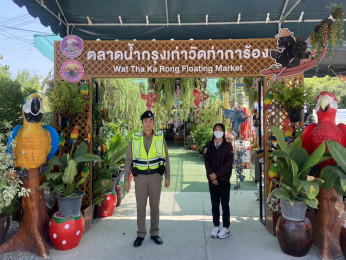 ตลาดน้ำกรุงเก่าวัดท่าการ้อง
Wat Tha Ka Rong Floating Market